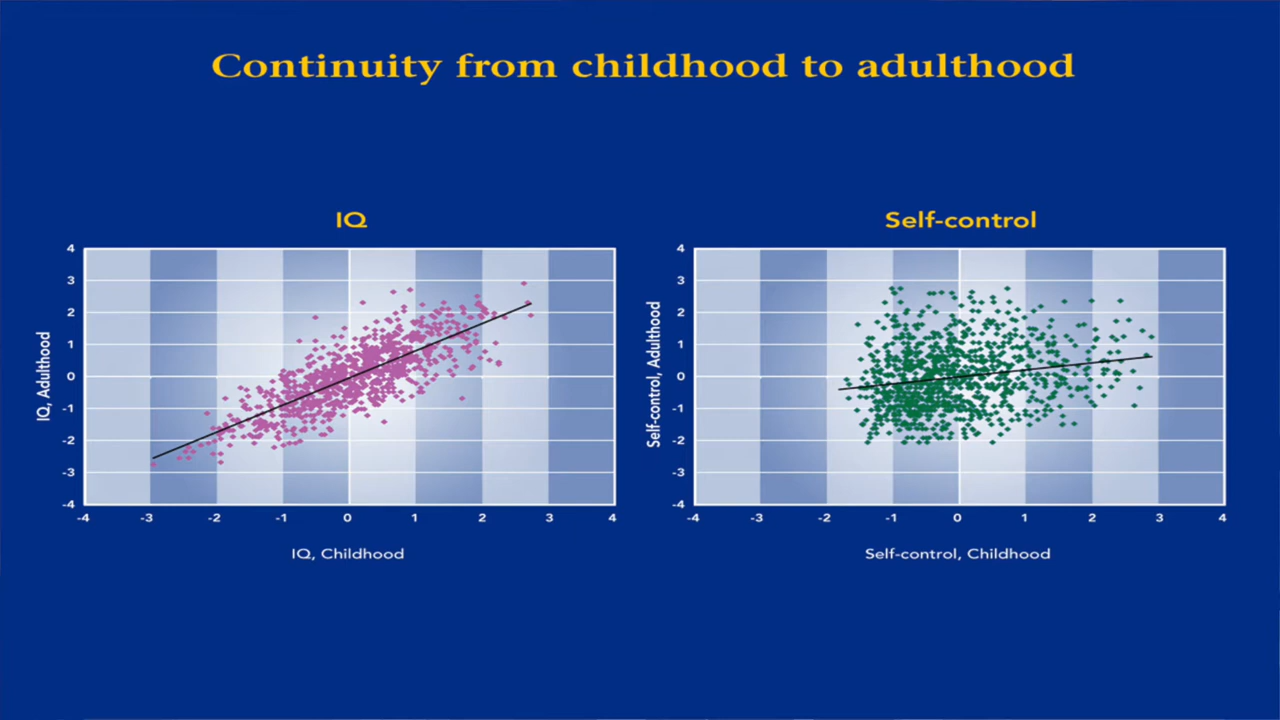 Continuity from childhood to adulthood
IQ
4
3
2
1
0
-1
-2
-3
-4
IQ, Adulthood
-4 -3 -2 -1 0 1 2 3 4
IQ, Childhood
Self-control
4
3
2
1
0
-1
-2
-3
-4
Self-control, Adulthood
-4 -3 -2 -1 0 1 2 3 4
Self-control, Childhood